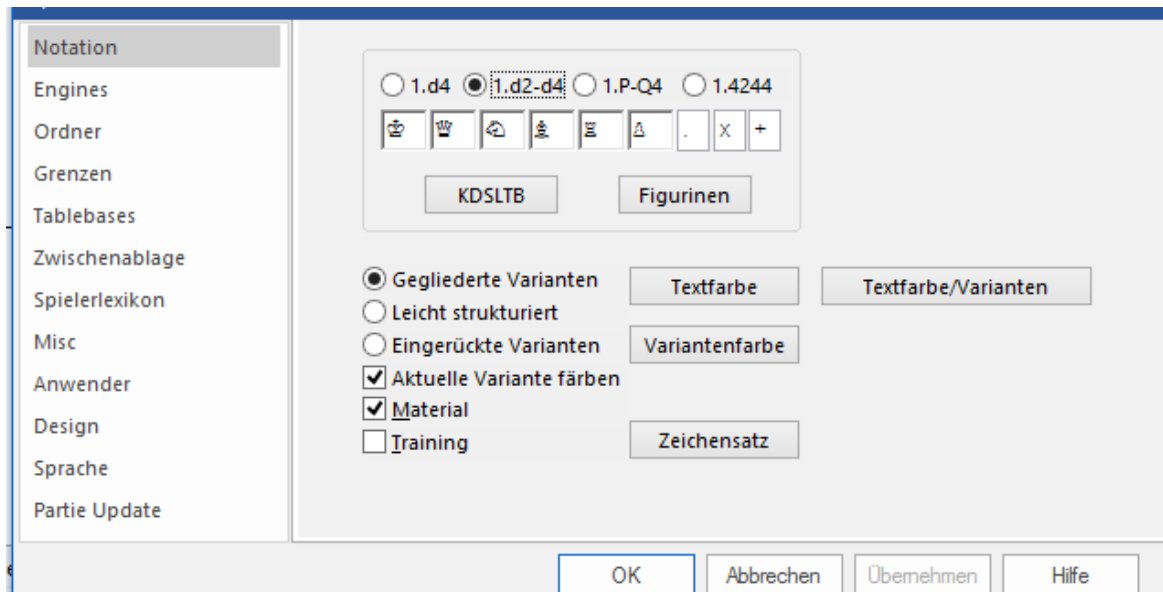 Notation
Engines
Ordner
Grenzen
Tablebases
Zwischenablage
Spielerlexikon
Misc
Anwender
Design
Sprache
Partie Update
1.d4 1.d2-d4 1.P-Q4 1.4244
♔ ♕ ♘ ♗ ♖ ♙ . x +
KDSLTB Figurinen
Gegliederte Varianten
Leicht strukturiert
Eingerückte Varianten
Aktuelle Variante färben
Material
Training
Textfarbe Textfarbe/Varianten
Variantenfarbe
Zeichensatz
OK Abbrechen Übernehmen Hilfe